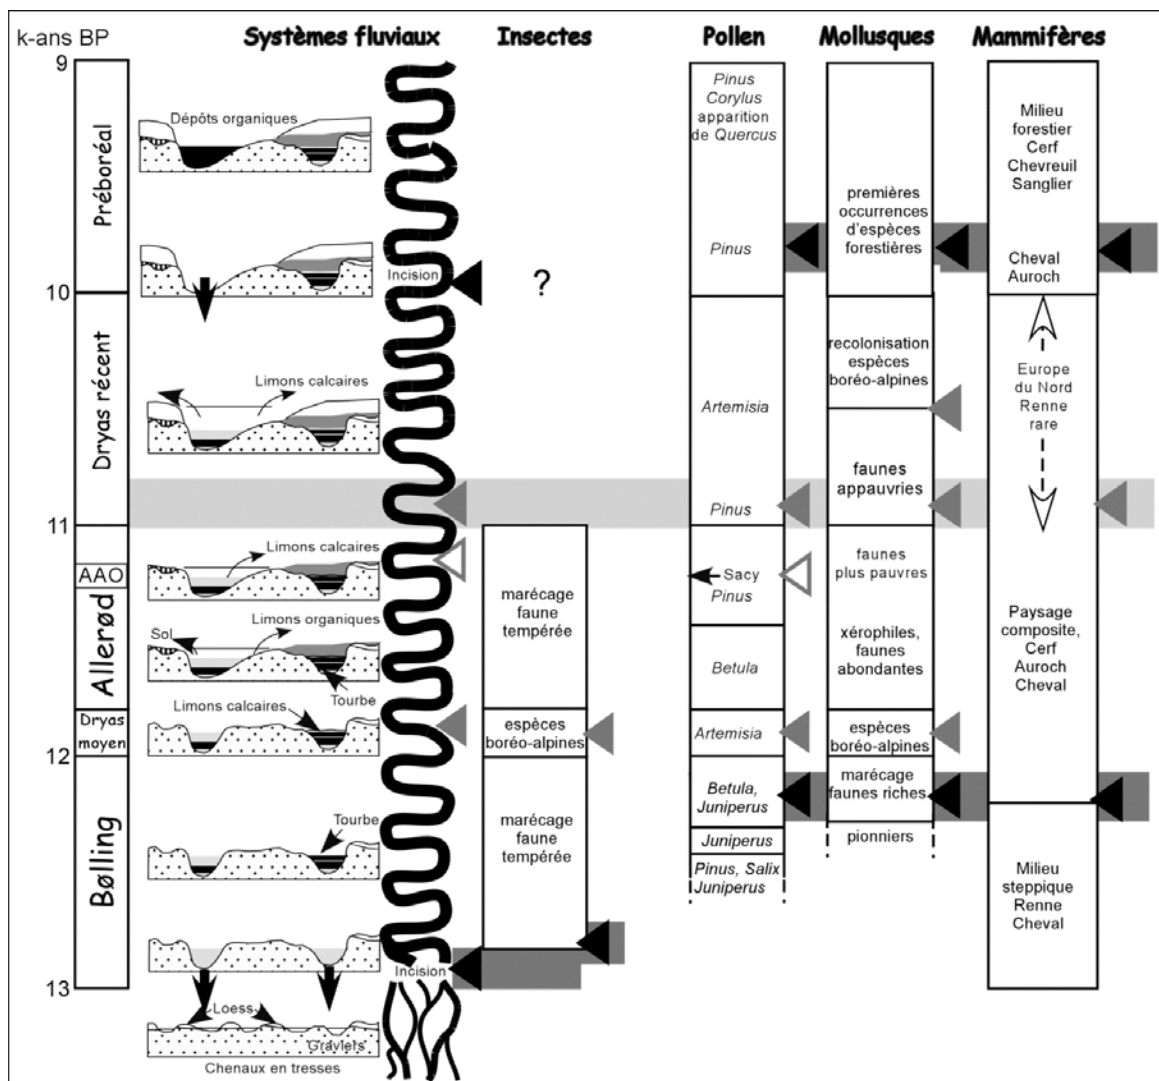 k-ans BP
Systèmes fluviaux
Insectes
Pollen
Mollusques
Mammifères
9
10
11
12
13
Préboréal
Dryas récent
AAO
Allerød
Dryas
moyen
Bølling
Dépôts organiques
Incision
Limons calcaires
Limons calcaires
Sol
Limons organiques
Tourbe
Limons calcaires
Tourbe
Incision
Loess
Graviers
Chenaux en tresses
?
marécage
faune
tempérée
espèces
boréo-alpines
marécage
faune
tempérée
Pinus
Corylus
apparition
de Quercus
Pinus
Artemisia
Pinus
Sacy
Pinus
Betula
Artemisia
Betula,
Juniperus
Juniperus
Pinus, Salix
Juniperus
premières
occurrences
d'espèces
forestières
recolonisation
espèces
boréo-alpines
faunes
appauvries
faunes
plus pauvres
xérophiles,
faunes
abondantes
espèces
boréo-alpines
marécage
faunes riches
pionniers
Milieu
forestier
Cerf
Chevreuil
Sanglier
Cheval
Auroch
Europe
du Nord
Renne
rare
Paysage
composite,
Cerf
Auroch
Cheval
Milieu
steppique
Renne
Cheval